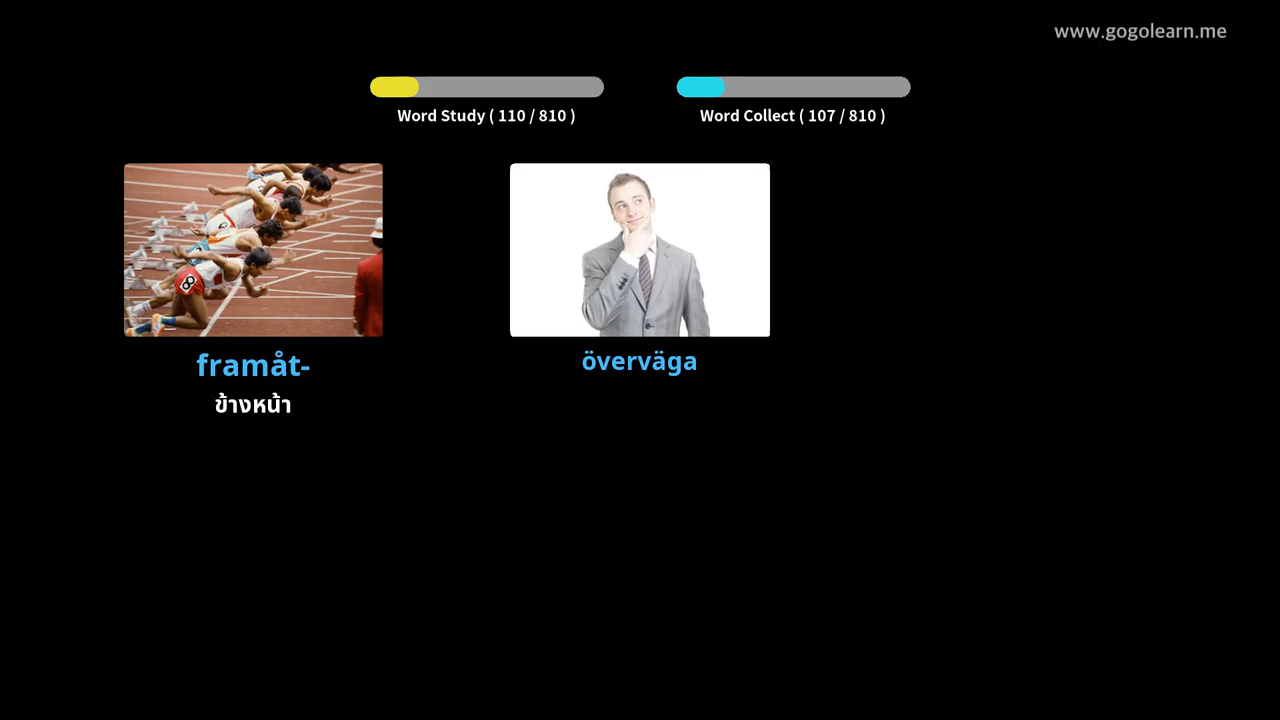 www.gogolearn.me
Word Study ( 110 / 810 )
Word Collect ( 107 / 810 )
8
framåt-
ข้างหน้า
överväga